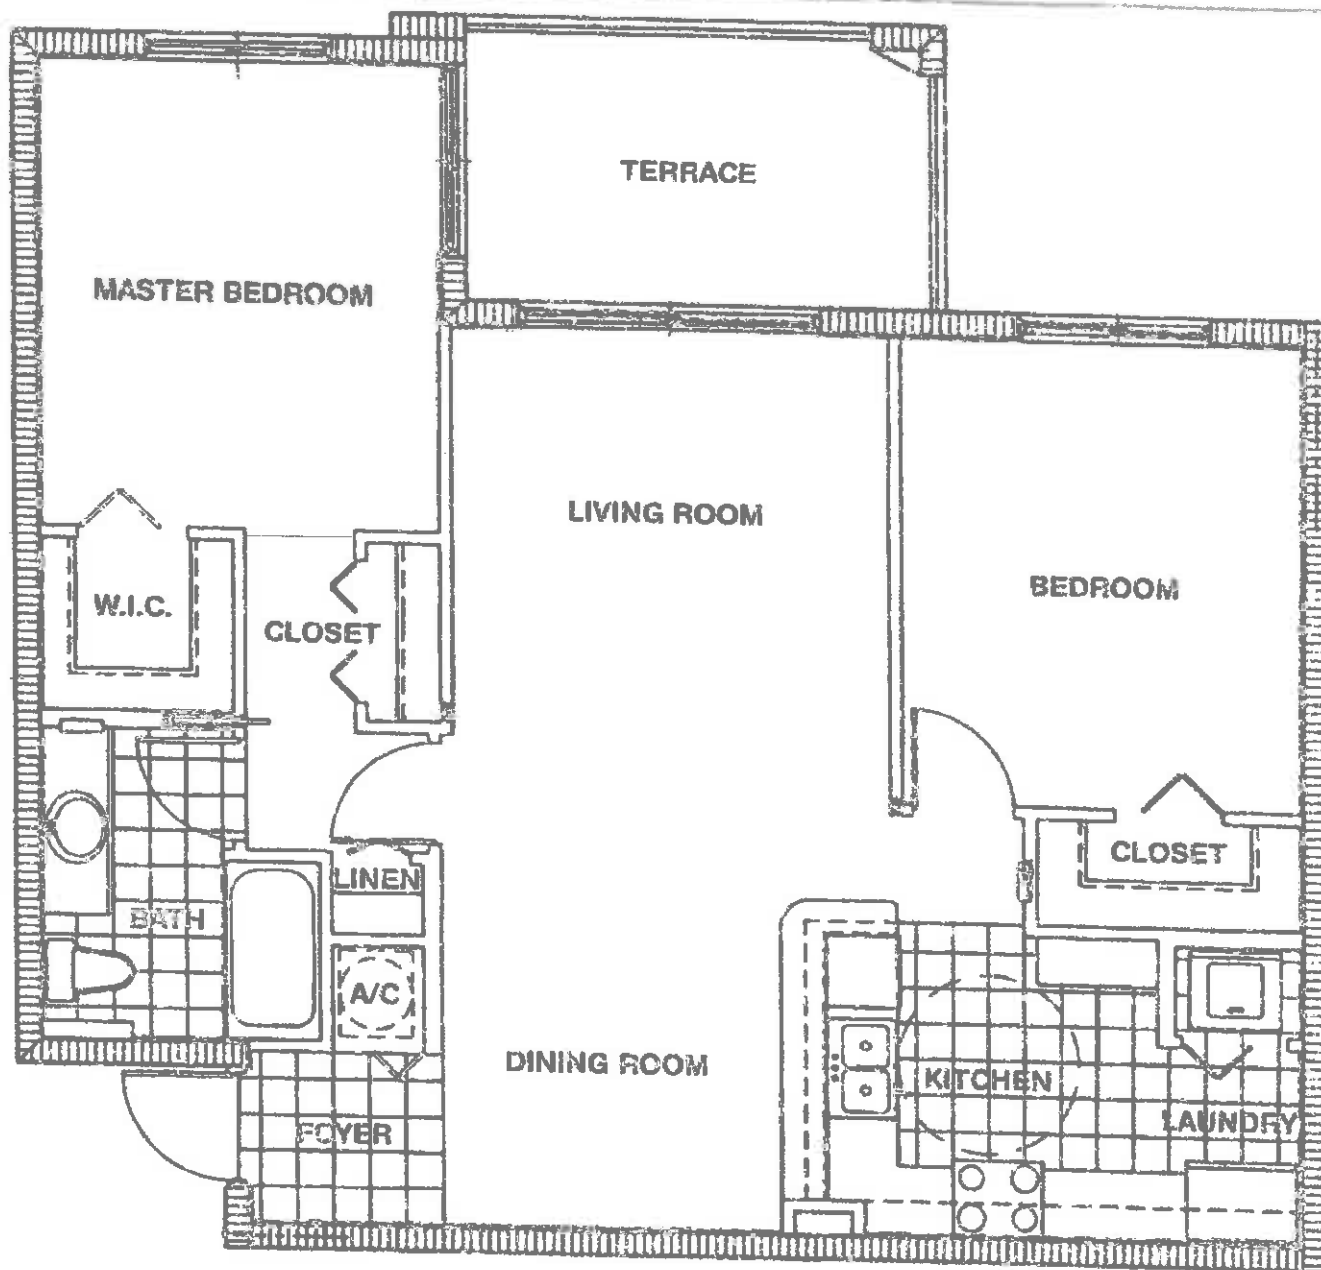 TERRACE
MASTER BEDROOM
LIVING ROOM
BEDROOM
W.I.C.
CLOSET
CLOSET
LINEN
BATH
A/C
DINING ROOM
KITCHEN
LAUNDRY
FOYER